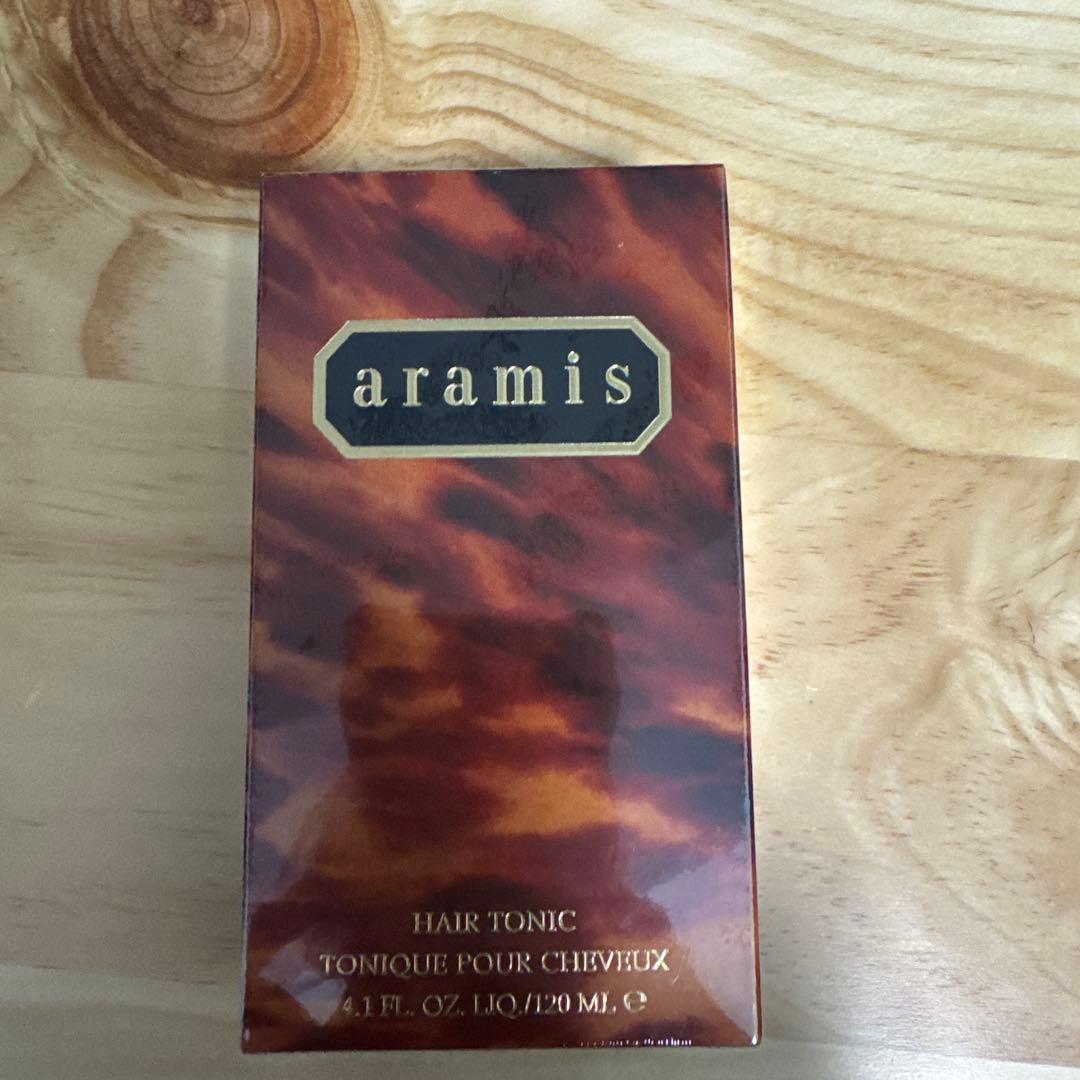 aramis
HAIR TONIC
TONIQUE POUR CHEVEUX
4.1 FL. OZ. LIQ./120 ML ℮